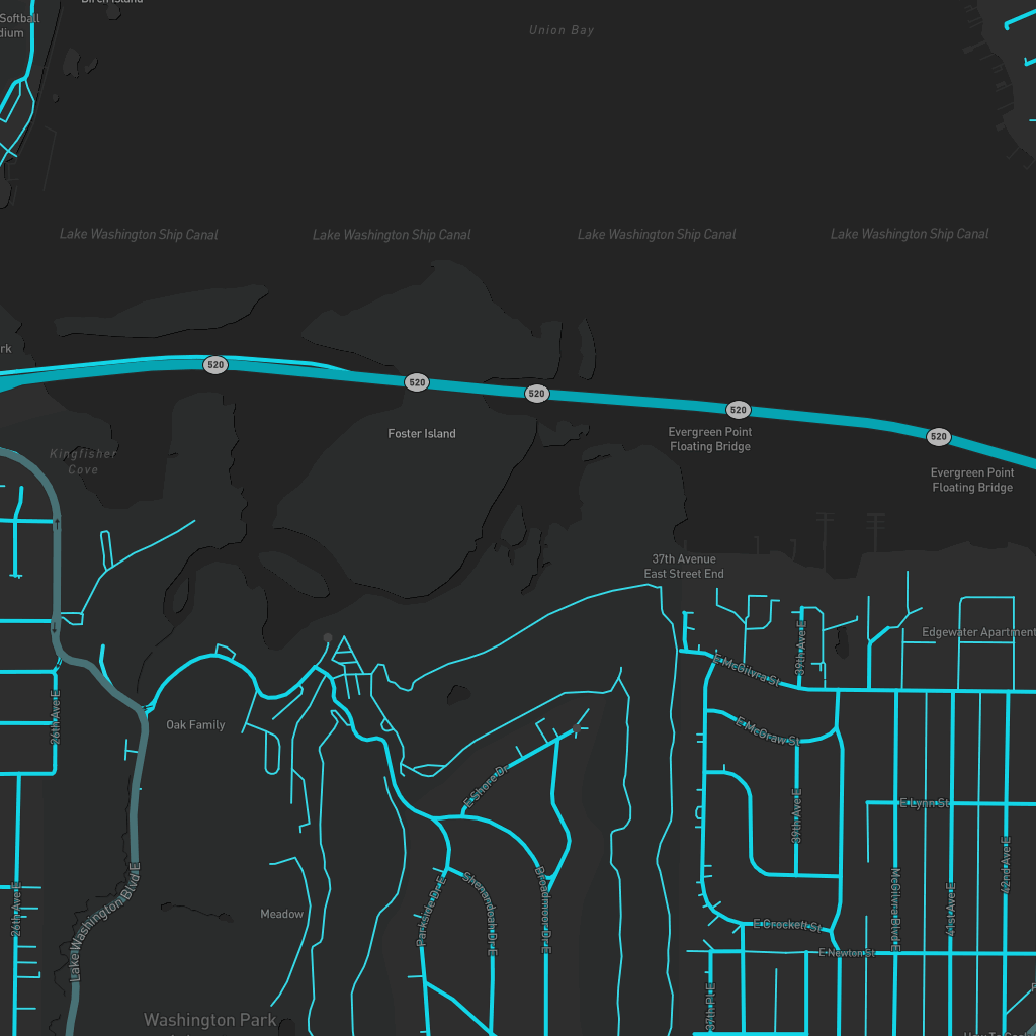 Birch Island
Softball
Union Bay
Lake Washington Ship Canal
Lake Washington Ship Canal
Lake Washington Ship Canal
Lake Washington Ship Canal
520
520
520
520
520
Foster Island
Evergreen Point
Floating Bridge
Evergreen Point
Floating Bridge
Kingfisher
Cove
37th Avenue
East Street End
Edgewater Apartment
39th Ave E
E McGilvra St
26th Ave E
Oak Family
E McGraw St
E Shore Dr
39th Ave E
E Lynn St
42nd Ave E
Lake Washington Blvd E
26th Ave E
Parkside Dr E
Shenandoah Dr E
Broadmoor Dr E
McGilvra Blvd E
41st Ave E
Meadow
E Crockett St
E Newton St
37th Pl E
Washington Park